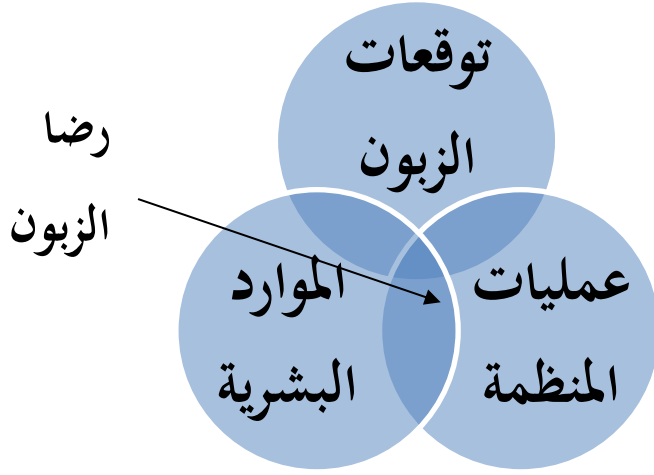 توقعات
الزبون
رضا
الزبون
عمليات
المنظمة
الموارد
البشرية